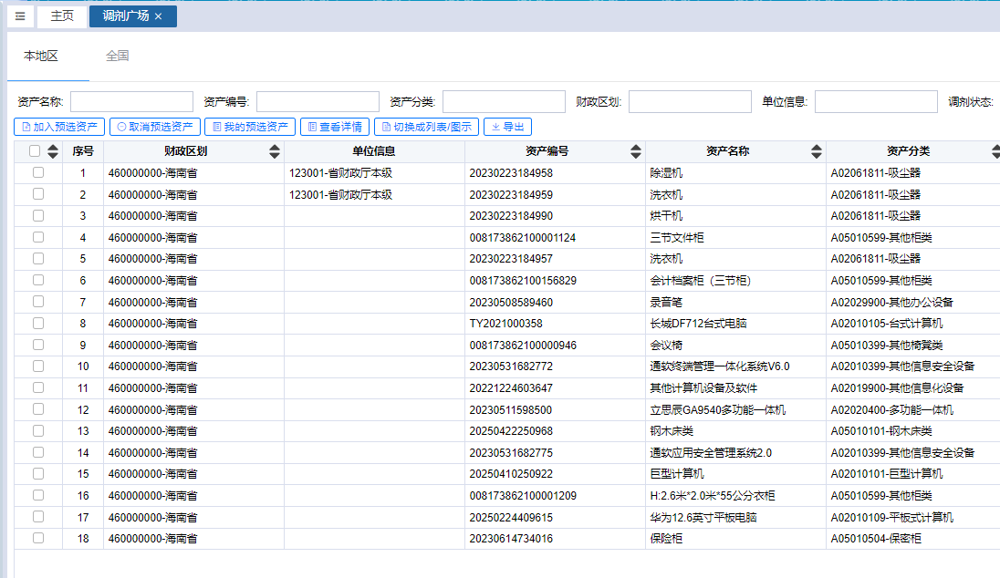 主页 调剂广场 ×
本地区 全国
资产名称: 资产编号: 资产分类: 财政区划: 单位信息: 调剂状态:
加入预选资产 取消预选资产 我的预选资产 查看详情 切换成列表/图示 导出
序号 财政区划 单位信息 资产编号 资产名称 资产分类
1 460000000-海南省 123001-省财政厅本级 20230223184958 除湿机 A02061811-吸尘器
2 460000000-海南省 123001-省财政厅本级 20230223184959 洗衣机 A02061811-吸尘器
3 460000000-海南省 20230223184990 烘干机 A02061811-吸尘器
4 460000000-海南省 008173862100001124 三节文件柜 A05010599-其他柜类
5 460000000-海南省 20230223184957 洗衣机 A02061811-吸尘器
6 460000000-海南省 008173862100156829 会计档案柜（三节柜） A05010599-其他柜类
7 460000000-海南省 20230508589460 录音笔 A02029900-其他办公设备
8 460000000-海南省 TY2021000358 长城DF712台式电脑 A02010105-台式计算机
9 460000000-海南省 008173862100000946 会议椅 A05010399-其他椅凳类
10 460000000-海南省 20230531682772 通软终端管理一体化系统V6.0 A02010399-其他信息安全设备
11 460000000-海南省 20221224603647 其他计算机设备及软件 A02019900-其他信息化设备
12 460000000-海南省 20230511598500 立思辰GA9540多功能一体机 A02020400-多功能一体机
13 460000000-海南省 20250422250968 钢木床类 A05010101-钢木床类
14 460000000-海南省 20230531682775 通软应用安全管理系统2.0 A02010399-其他信息安全设备
15 460000000-海南省 20250410250922 巨型计算机 A02010101-巨型计算机
16 460000000-海南省 008173862100001209 H:2.6米*2.0米*55公分衣柜 A05010599-其他柜类
17 460000000-海南省 20250224409615 华为12.6英寸平板电脑 A02010109-平板式计算机
18 460000000-海南省 20230614734016 保险柜 A05010504-保密柜